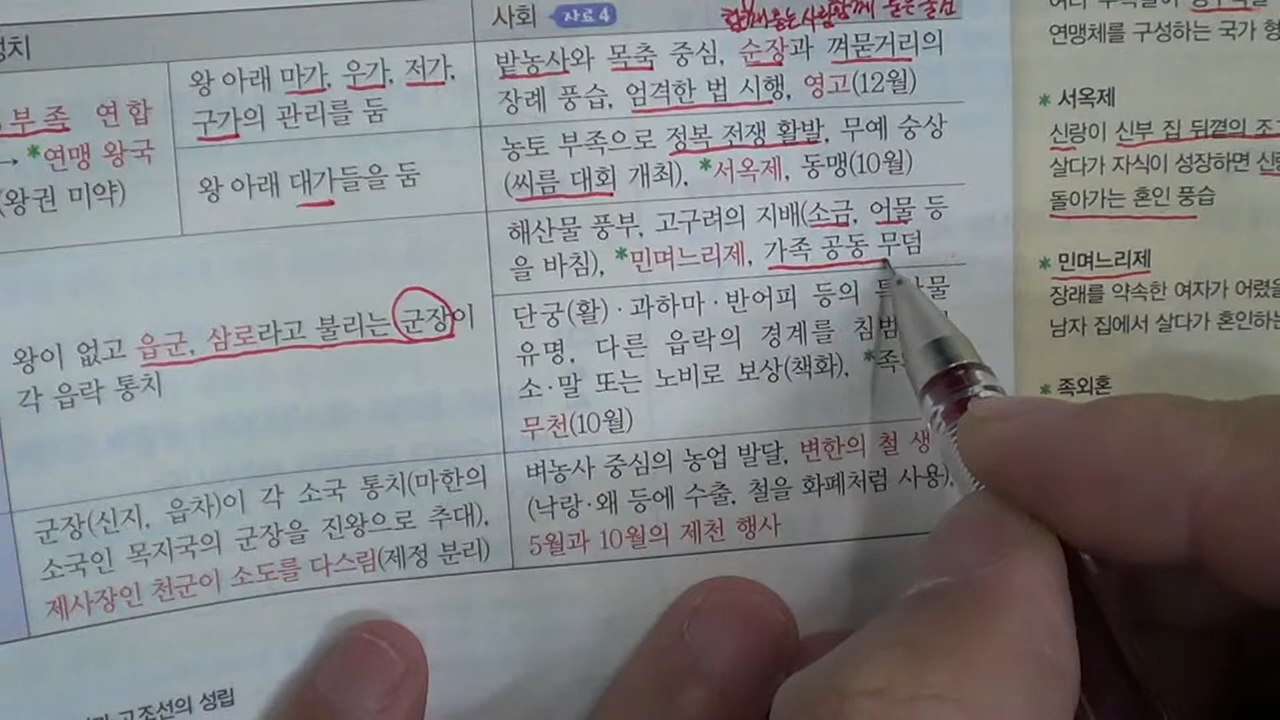 사회 자료 4
부족 연합
→ *연맹 왕국
(왕권 미약)
왕 아래 마가, 우가, 저가,
구가의 관리를 둠
왕 아래 대가들을 둠
왕이 없고 읍군, 삼로라고 불리는 군장이
각 읍락 통치
군장(신지, 읍차)이 각 소국 통치(마한의
소국인 목지국의 군장을 진왕으로 추대),
제사장인 천군이 소도를 다스림(제정 분리)
밭농사와 목축 중심, 순장과 껴묻거리의
장례 풍습, 엄격한 법 시행, 영고(12월)
농토 부족으로 정복 전쟁 활발, 무예 숭상
(씨름 대회 개최), *서옥제, 동맹(10월)
해산물 풍부, 고구려의 지배(소금, 어물 등
을 바침), *민며느리제, 가족 공동 무덤
단궁(활)·과하마·반어피 등의
유명, 다른 읍락의 경계를
소·말 또는 노비로 보상(책화),
무천(10월)
벼농사 중심의 농업 발달, 변한의 철 생
(낙랑·왜 등에 수출, 철을 화폐처럼 사용),
5월과 10월의 제천 행사
연맹체를 구성하는 국가
* 서옥제
신랑이 신부 집 뒤꼍의
살다가 자식이 성장하면
돌아가는 혼인 풍습
* 민며느리제
장래를 약속한 여자가
남자 집에서 살다가
* 족외혼
고조선의 성립